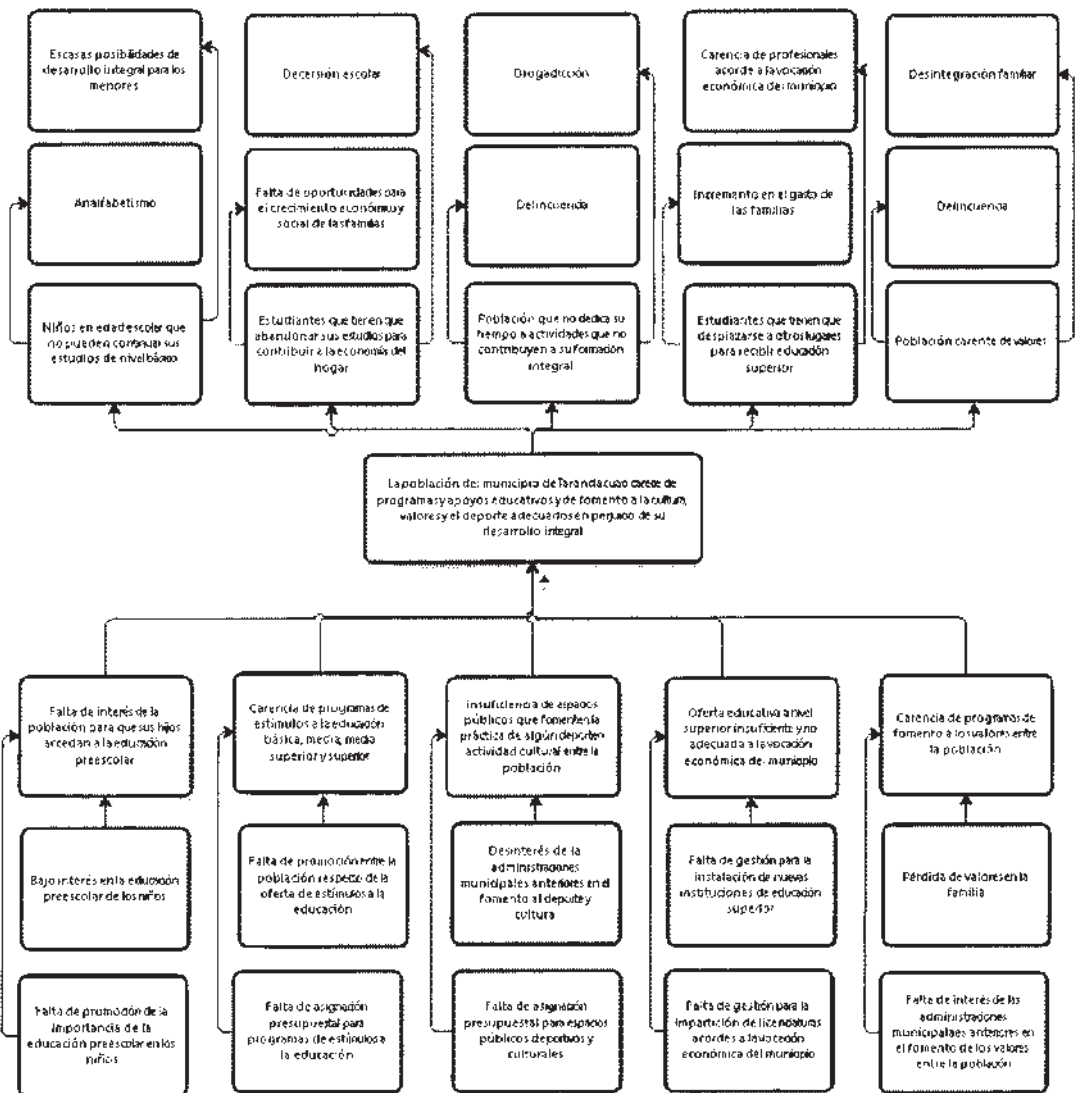 Escasas posibilidades de
desarrollo integral para los
menores
Decersión escolar
Drogadicción
Carencia de profesionales
acorde a la vocación
económica del municipio
Desintegración familiar
Analfabetismo
Falta de oportunidades para
el crecimiento económico y
social de las familias
Delincuencia
Incremento en el gasto de
las familias
Delincuencia
Niños en edad escolar que
no pueden continuar sus
estudios de nivel básico
Estudiantes que tienen que
abandonar sus estudios para
contribuir a la economía del
hogar
Población que no dedica su
tiempo a actividades que no
contribuyen a su formación
integral
Estudiantes que tienen que
desplazarse a otros lugares
para recibir educación
superior
Población carente de valores
La población del municipio de Tarandacuao carece de
programas y apoyos educativos y de fomento a la cultura,
valores y el deporte adecuados en perjuicio de su
desarrollo integral
Falta de interés de la
población para que sus hijos
accedan a la educación
preescolar
Carencia de programas de
estímulos a la educación
básica, media, media
superior y superior
Insuficiencia de espacios
públicos que fomenten la
práctica de algún deporte n
actividad cultural entre la
población
Oferta educativa a nivel
superior insuficiente y no
adecuada a la vocación
económica del municipio
Carencia de programas de
fomento a los valores entre
la población
Bajo interés en la educación
preescolar de los niños
Falta de promoción entre la
población respecto de la
oferta de estímulos a la
educación
Desinterés de la
administraciones
municipales anteriores en el
fomento al deporte y
cultura
Falta de gestión para la
instalación de nuevas
instituciones de educación
superior
Pérdida de valores en la
familia
Falta de promoción de la
importancia de la
educación preescolar en los
niños
Falta de asignación
presupuestal para
programas de estímulos a
la educación
Falta de asignación
presupuestal para espacios
públicos deportivos y
culturales
Falta de gestión para la
impartición de licenciaturas
acordes a la vocación
económica del municipio
Falta de interés de las
administraciones
municipales anteriores en
el fomento de los valores
entre la población